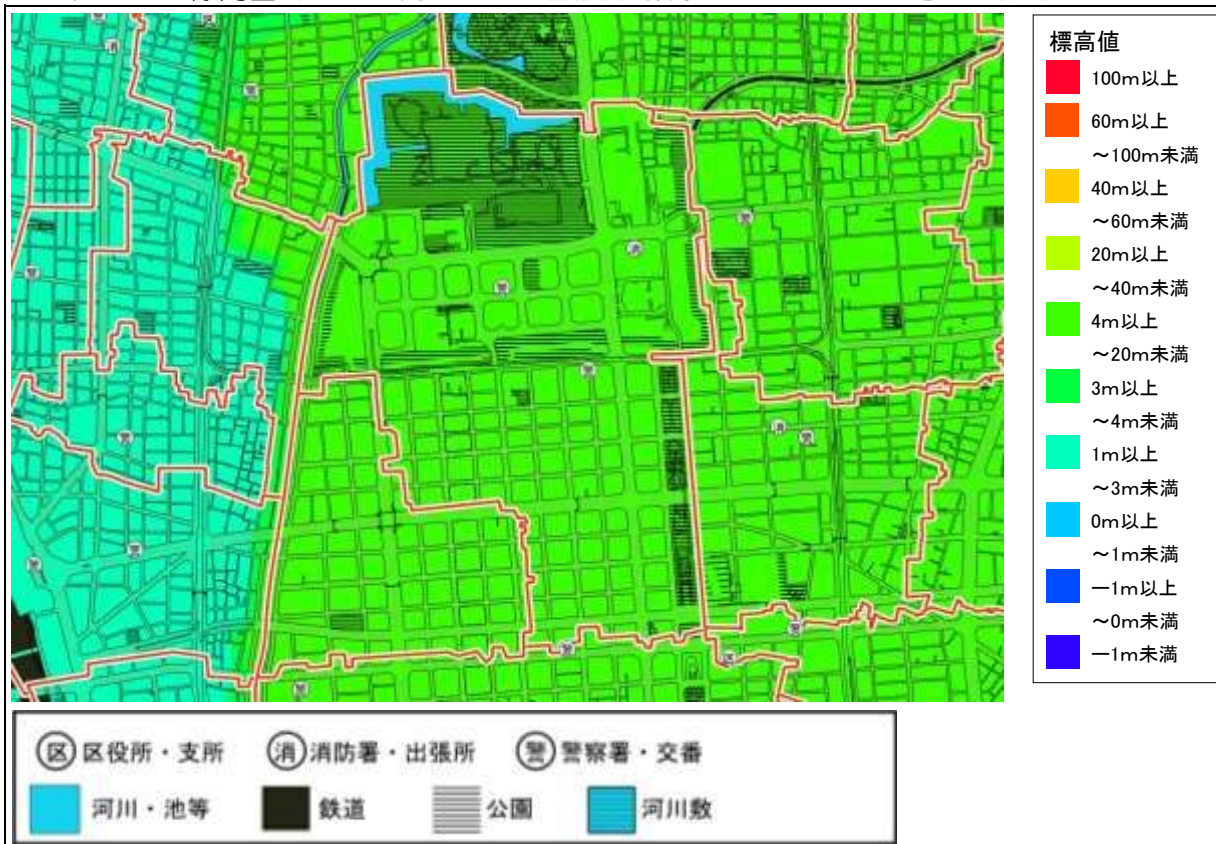 標高値
100m以上
60m以上
～100m未満
40m以上
～60m未満
20m以上
～40m未満
4m以上
～20m未満
3m以上
～4m未満
1m以上
～3m未満
0m以上
～1m未満
－1m以上
～0m未満
－1m未満
区 区役所・支所 消 消防署・出張所 警 警察署・交番
河川・池等 鉄道 公園 河川敷